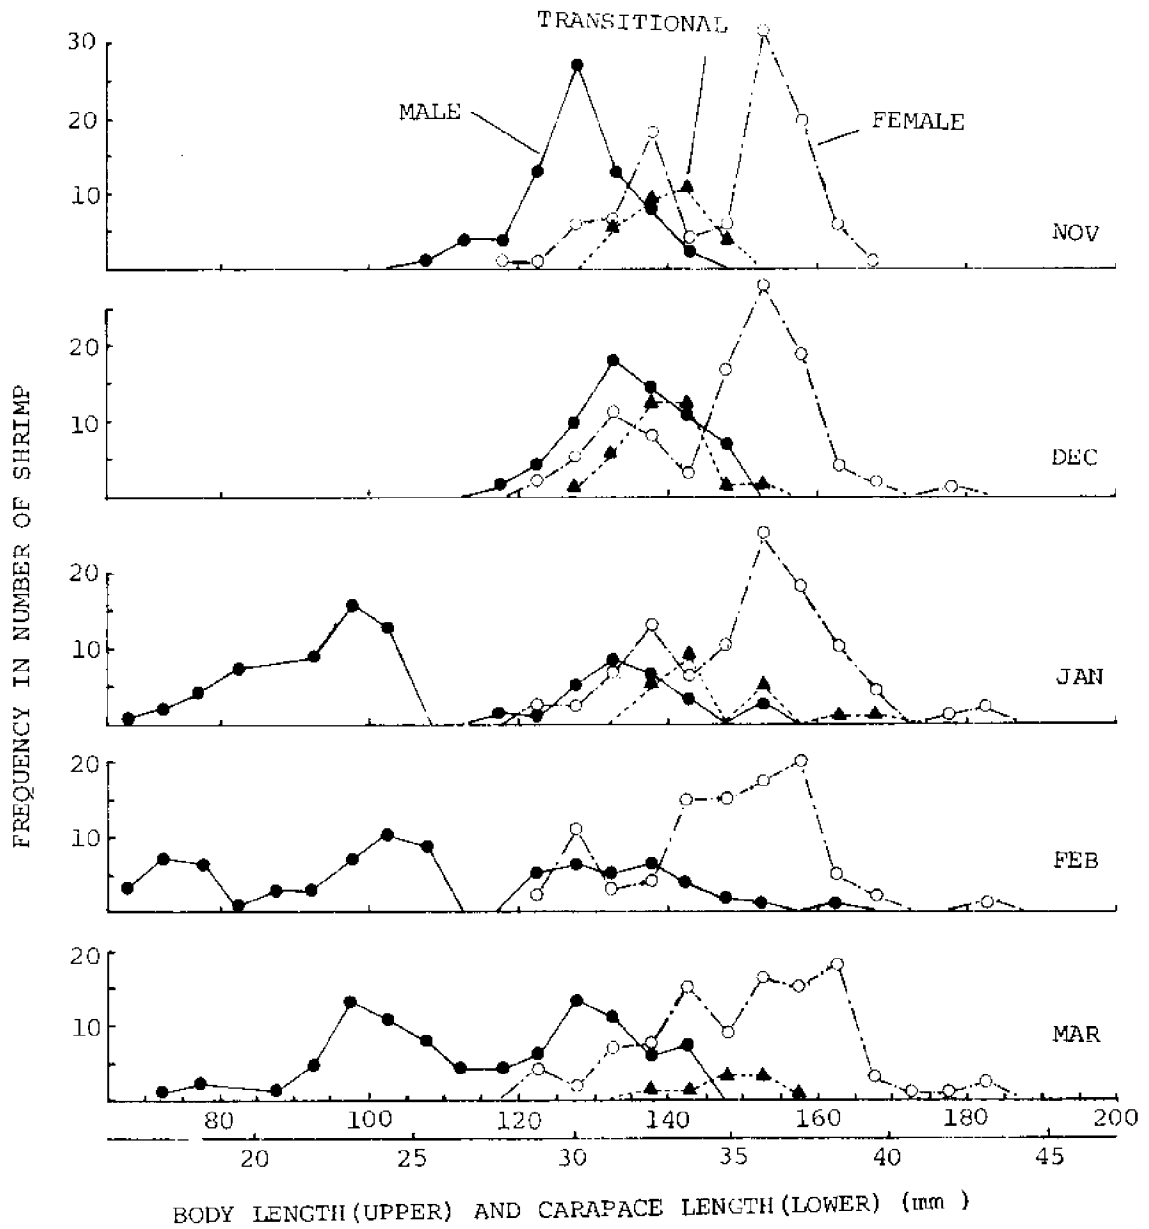 TRANSITIONAL
30
20
10
MALE
FEMALE
NOV
20
10
DEC
20
10
JAN
20
10
FEB
20
10
MAR
FREQUENCY IN NUMBER OF SHRIMP
80 100 120 140 160 180 200
20 25 30 35 40 45
BODY LENGTH(UPPER) AND CARAPACE LENGTH(LOWER) (mm )